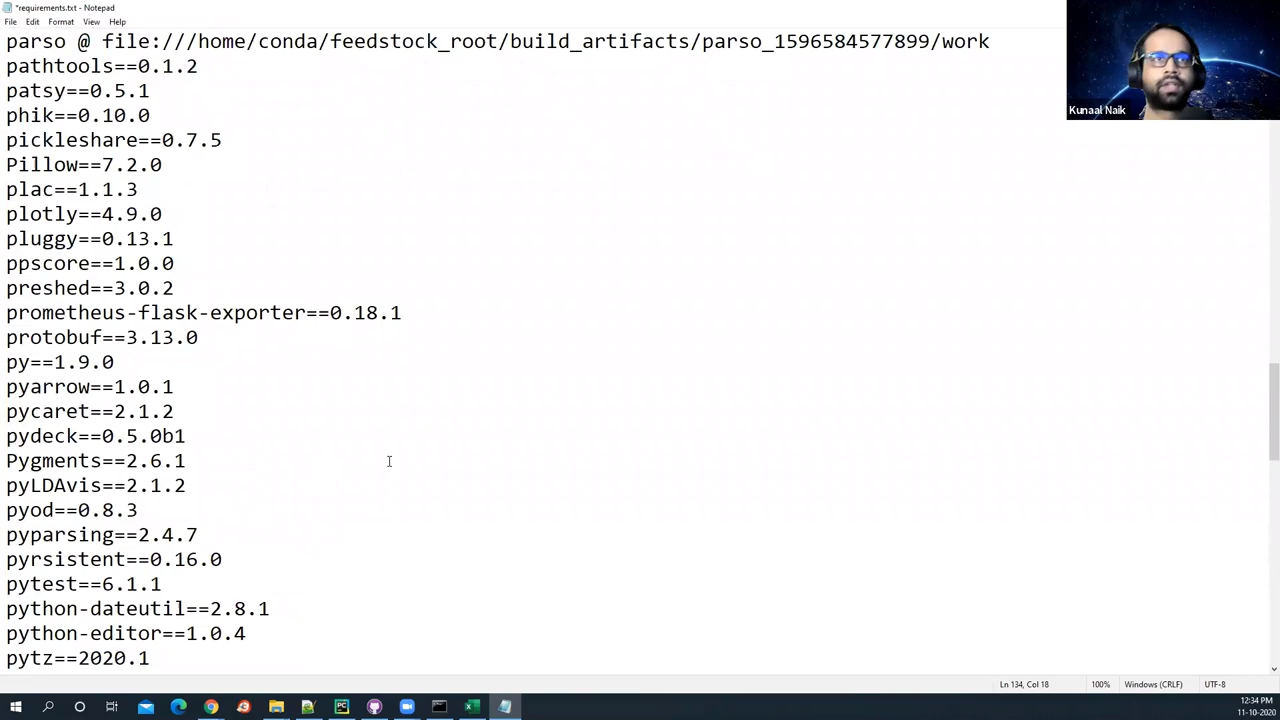 *requirements.txt - Notepad
File Edit Format View Help
parso @ file:///home/conda/feedstock_root/build_artifacts/parso_1596584577899/work
pathtools==0.1.2
patsy==0.5.1
phik==0.10.0
pickleshare==0.7.5
Pillow==7.2.0
plac==1.1.3
plotly==4.9.0
pluggy==0.13.1
ppscore==1.0.0
preshed==3.0.2
prometheus-flask-exporter==0.18.1
protobuf==3.13.0
py==1.9.0
pyarrow==1.0.1
pycaret==2.1.2
pydeck==0.5.0b1
Pygments==2.6.1
pyLDAvis==2.1.2
pyod==0.8.3
pyparsing==2.4.7
pyrsistent==0.16.0
pytest==6.1.1
python-dateutil==2.8.1
python-editor==1.0.4
pytz==2020.1
Kunaal Naik
Ln 134, Col 18 100% Windows (CRLF) UTF-8
12:34 PM
11-10-2020